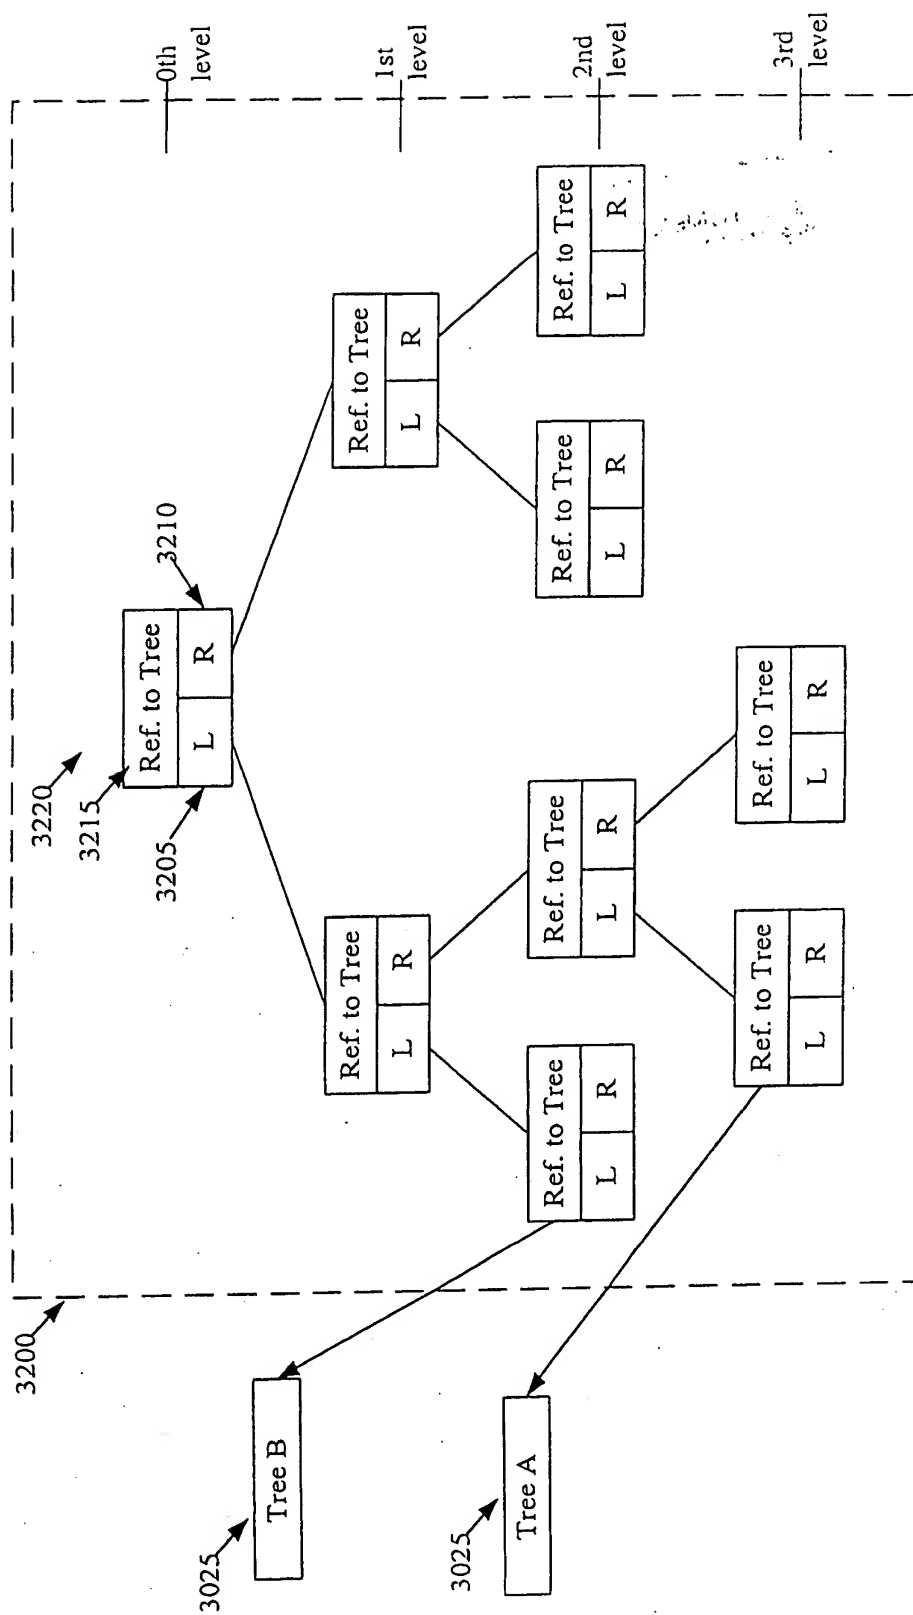 3200
3220
3215
Ref. to Tree
3205
L R
3210
0th
level
3025
Tree B
Ref. to Tree
L R
Ref. to Tree
L R
1st
level
3025
Tree A
Ref. to Tree
L R
Ref. to Tree
L R
Ref. to Tree
L R
Ref. to Tree
L R
2nd
level
Ref. to Tree
L R
Ref. to Tree
L R
3rd
level